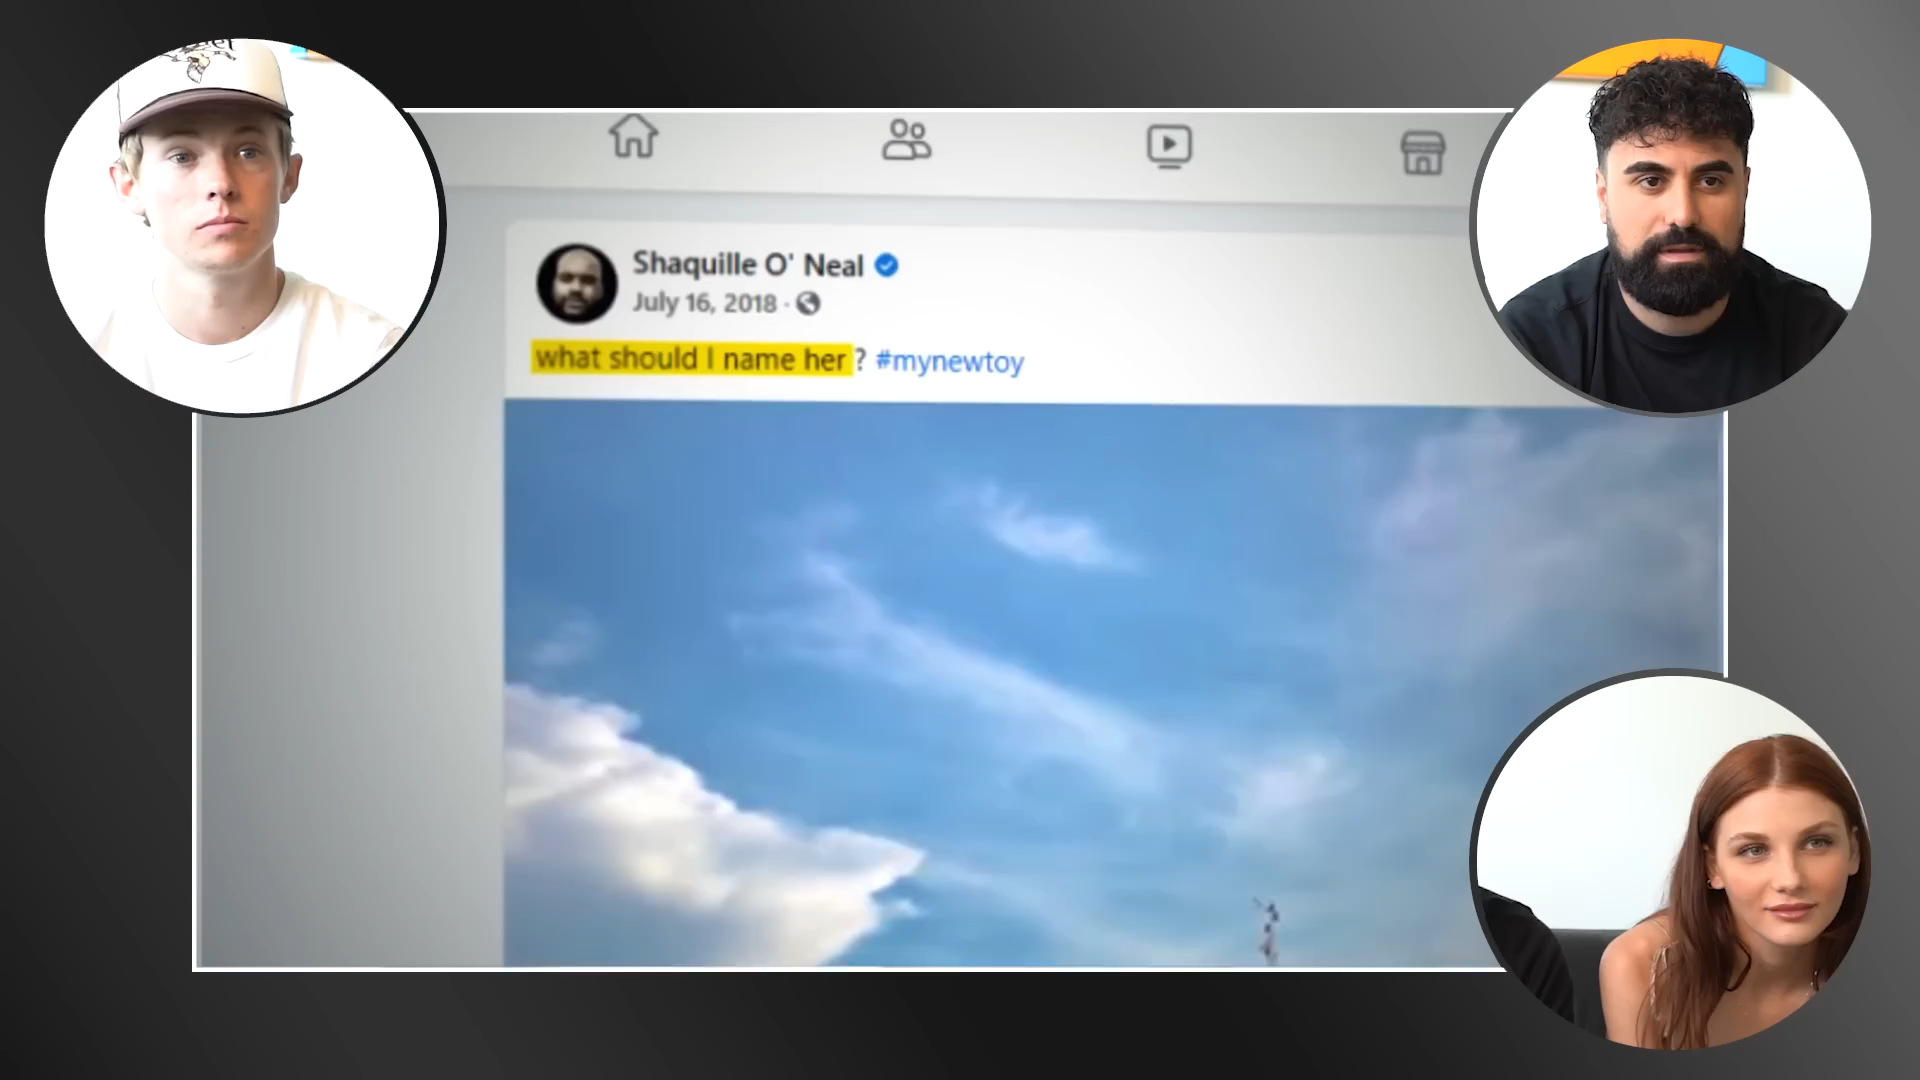 Shaquille O' Neal
July 16, 2018 ·
what should I name her ? #mynewtoy